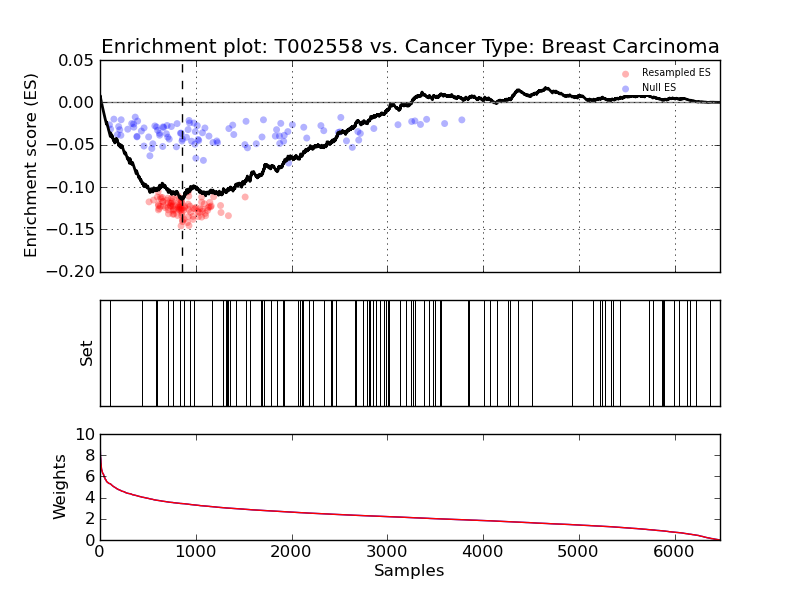 Enrichment plot: T002558 vs. Cancer Type: Breast Carcinoma
Enrichment score (ES)
0.05
0.00
−0.05
−0.10
−0.15
−0.20
Resampled ES
Null ES
Set
Weights
10
8
6
4
2
0
0 1000 2000 3000 4000 5000 6000
Samples